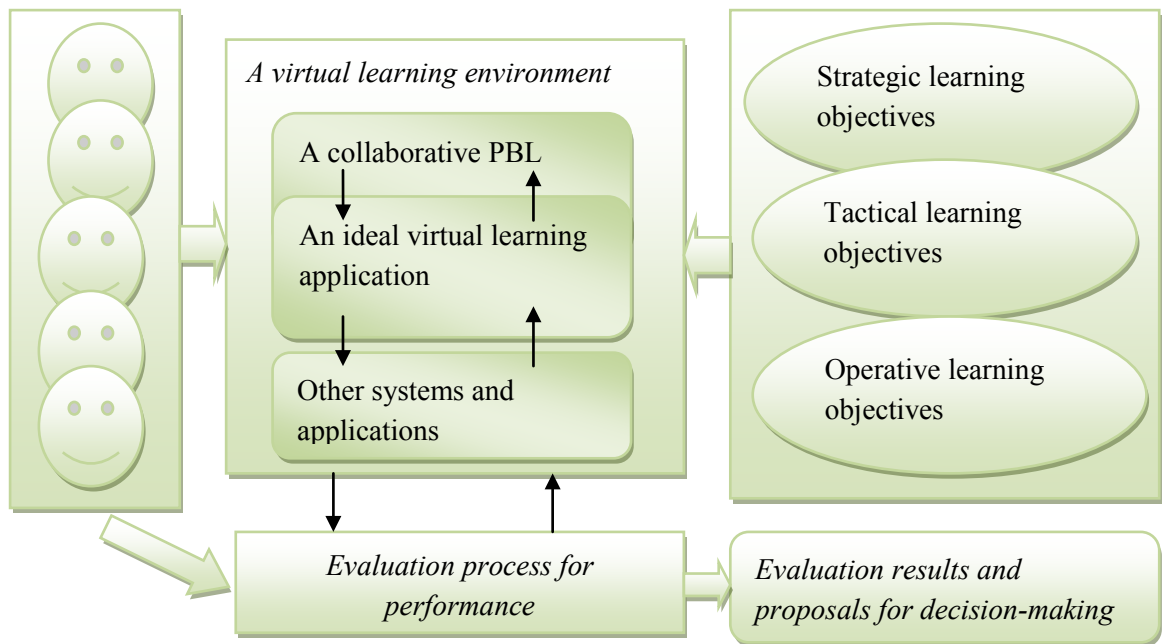 A virtual learning environment
A collaborative PBL
An ideal virtual learning
application
Other systems and
applications
Strategic learning
objectives
Tactical learning
objectives
Operative learning
objectives
Evaluation process for
performance
Evaluation results and
proposals for decision-making